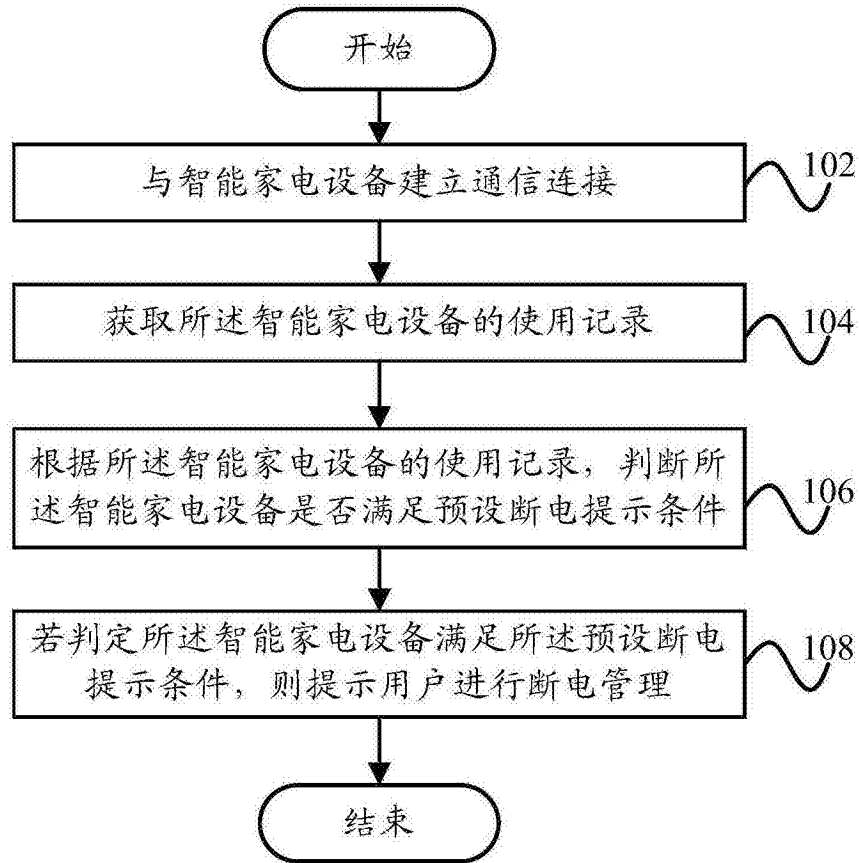 开始
与智能家电设备建立通信连接
102
获取所述智能家电设备的使用记录
104
根据所述智能家电设备的使用记录，判断所
述智能家电设备是否满足预设断电提示条件
106
若判定所述智能家电设备满足所述预设断电
提示条件，则提示用户进行断电管理
108
结束